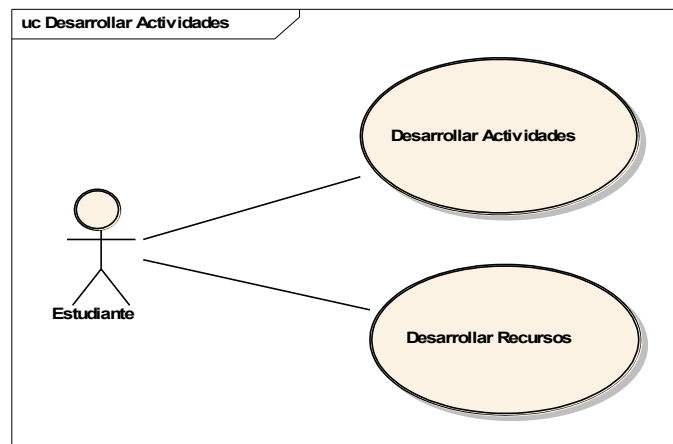 uc Desarrollar Actividades
Desarrollar Actividades
Estudiante
Desarrollar Recursos